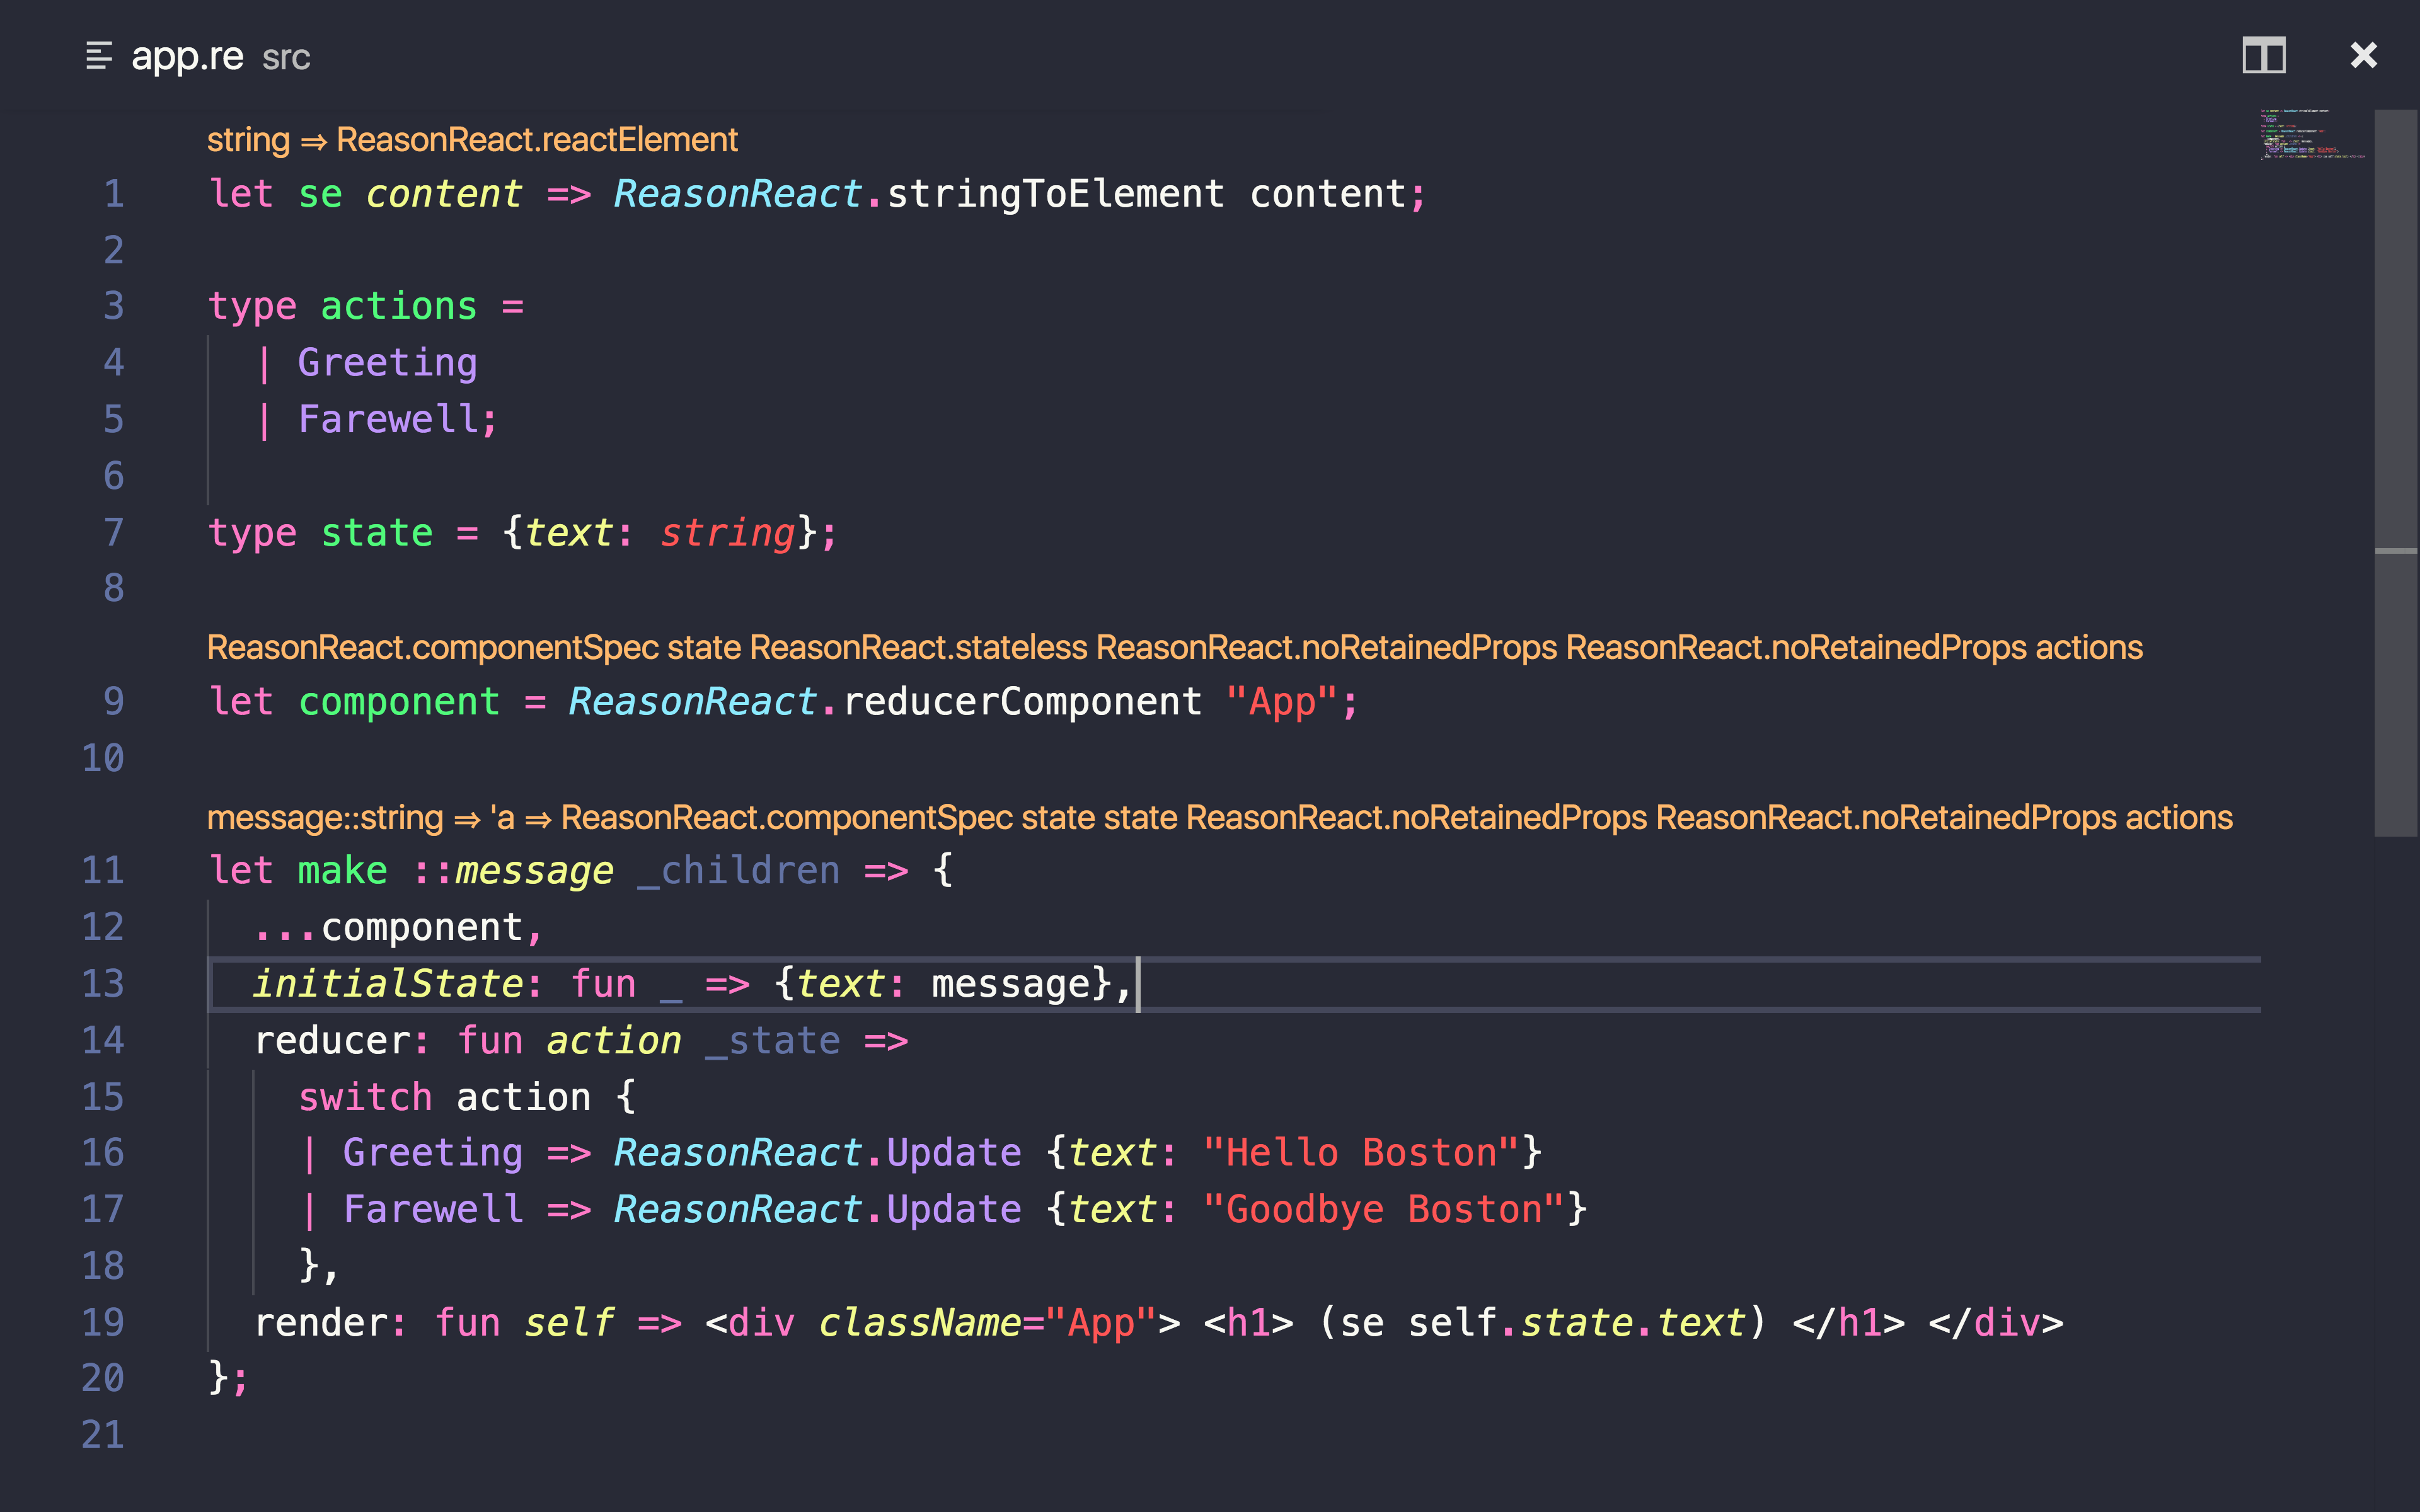 app.re src
string ⇒ ReasonReact.reactElement
1 let se content => ReasonReact.stringToElement content;
2
3 type actions =
4   | Greeting
5   | Farewell;
6
7 type state = {text: string};
8
ReasonReact.componentSpec state ReasonReact.stateless ReasonReact.noRetainedProps ReasonReact.noRetainedProps actions
9 let component = ReasonReact.reducerComponent "App";
10
message::string ⇒ 'a ⇒ ReasonReact.componentSpec state state ReasonReact.noRetainedProps ReasonReact.noRetainedProps actions
11 let make ::message _children => {
12   ...component,
13   initialState: fun _ => {text: message},
14   reducer: fun action _state =>
15     switch action {
16     | Greeting => ReasonReact.Update {text: "Hello Boston"}
17     | Farewell => ReasonReact.Update {text: "Goodbye Boston"}
18     },
19   render: fun self => <div className="App"> <h1> (se self.state.text) </h1> </div>
20 };
21